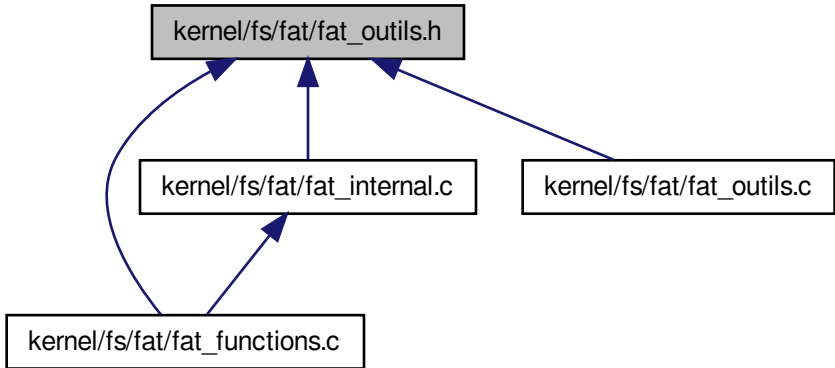 kernel/fs/fat/fat_outils.h
kernel/fs/fat/fat_internal.c
kernel/fs/fat/fat_outils.c
kernel/fs/fat/fat_functions.c